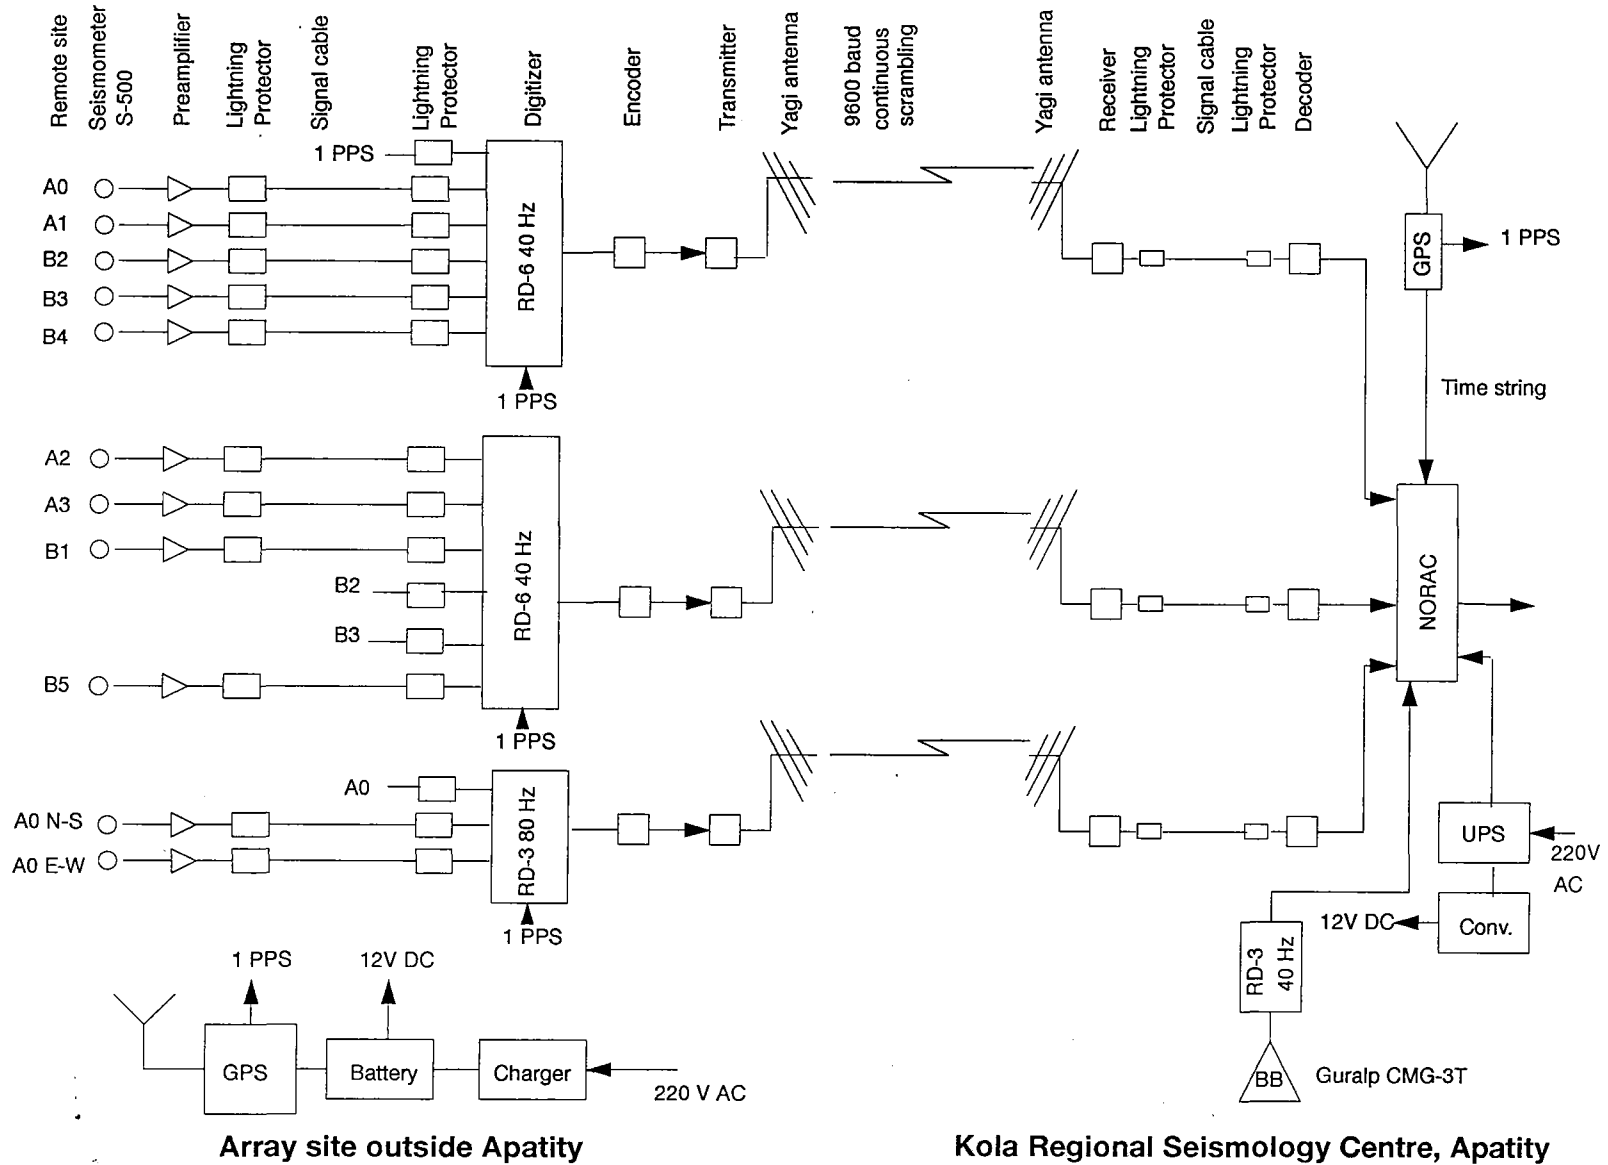 Remote site
Seismometer
S-500
Preamplifier
Lightning
Protector
Signal cable
Lightning
Protector
Digitizer
Encoder
Transmitter
Yagi antenna
9600 baud
continuous
scrambling
Yagi antenna
Receiver
Lightning
Protector
Signal cable
Lightning
Protector
Decoder
1 PPS
A0
A1
B2
B3
B4
RD-6 40 Hz
1 PPS
GPS
1 PPS
Time string
A2
A3
B1
B2
B3
B5
RD-6 40 Hz
1 PPS
NORAC
A0
A0 N-S
A0 E-W
RD-3 80 Hz
1 PPS
UPS
220V
AC
12V DC
Conv.
RD-3
40 Hz
BB
Guralp CMG-3T
1 PPS
12V DC
GPS
Battery
Charger
220 V AC
Array site outside Apatity
Kola Regional Seismology Centre, Apatity